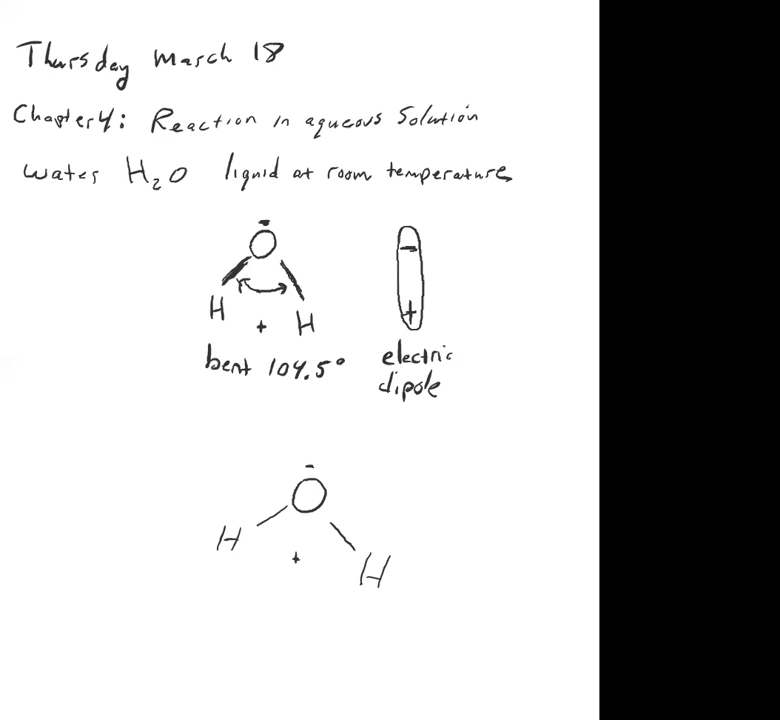 Thursday March 18
Chapter 4: Reaction in aqueous Solution
water H₂O liquid at room temperature
-
O
H + H
bent 104.5°
-
+
electric
dipole
-
O
H + H